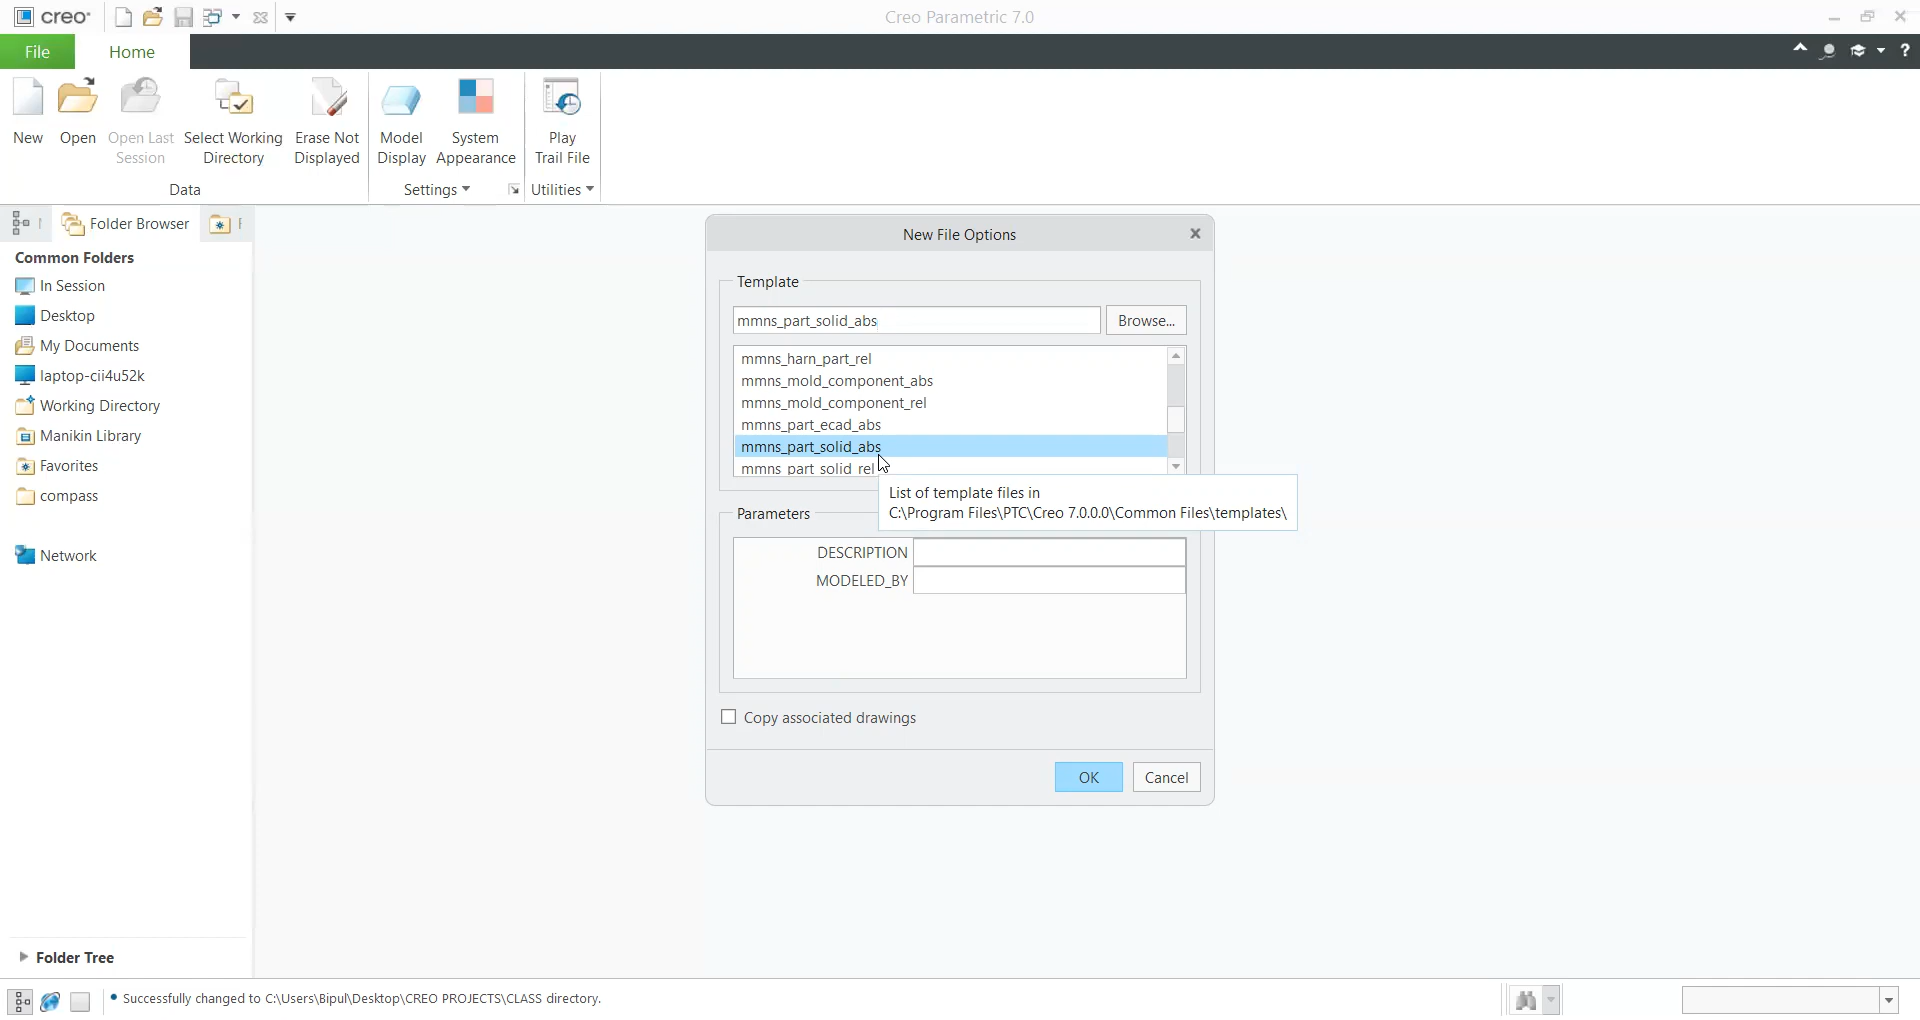 creo
Creo Parametric 7.0
File
Home
?
New
Open
Open Last
Session
Select Working
Directory
Erase Not
Displayed
Model
Display
System
Appearance
Play
Trail File
Data
Settings
Utilities
Folder Browser
Common Folders
In Session
Desktop
My Documents
laptop-cii4u52k
Working Directory
Manikin Library
Favorites
compass
Network
Folder Tree
New File Options
Template
mmns_part_solid_abs
Browse...
mmns_harn_part_rel
mmns_mold_component_abs
mmns_mold_component_rel
mmns_part_ecad_abs
mmns_part_solid_abs
mmns_part_solid_rel
List of template files in
C:\Program Files\PTC\Creo 7.0.0.0\Common Files\templates\
Parameters
DESCRIPTION
MODELED_BY
Copy associated drawings
OK
Cancel
Successfully changed to C:\Users\Bipul\Desktop\CREO PROJECTS\CLASS directory.